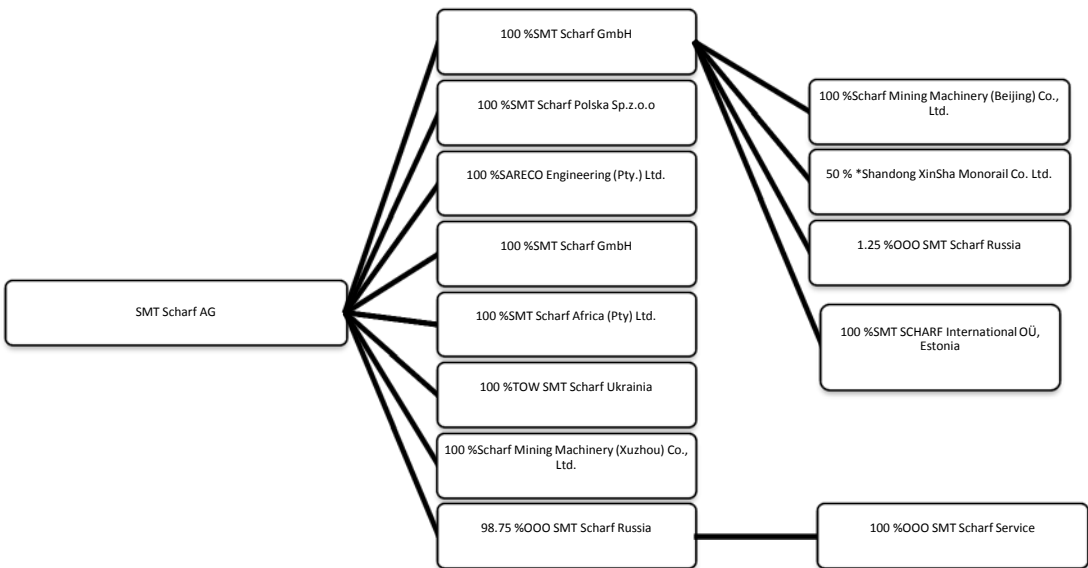 SMT Scharf AG
100 %SMT Scharf GmbH
100 %SMT Scharf Polska Sp.z.o.o
100 %SARECO Engineering (Pty.) Ltd.
100 %SMT Scharf GmbH
100 %SMT Scharf Africa (Pty) Ltd.
100 %TOW SMT Scharf Ukrainia
100 %Scharf Mining Machinery (Xuzhou) Co.,
Ltd.
98.75 %OOO SMT Scharf Russia
100 %Scharf Mining Machinery (Beijing) Co.,
Ltd.
50 % *Shandong XinSha Monorail Co. Ltd.
1.25 %OOO SMT Scharf Russia
100 %SMT SCHARF International OÜ,
Estonia
100 %OOO SMT Scharf Service